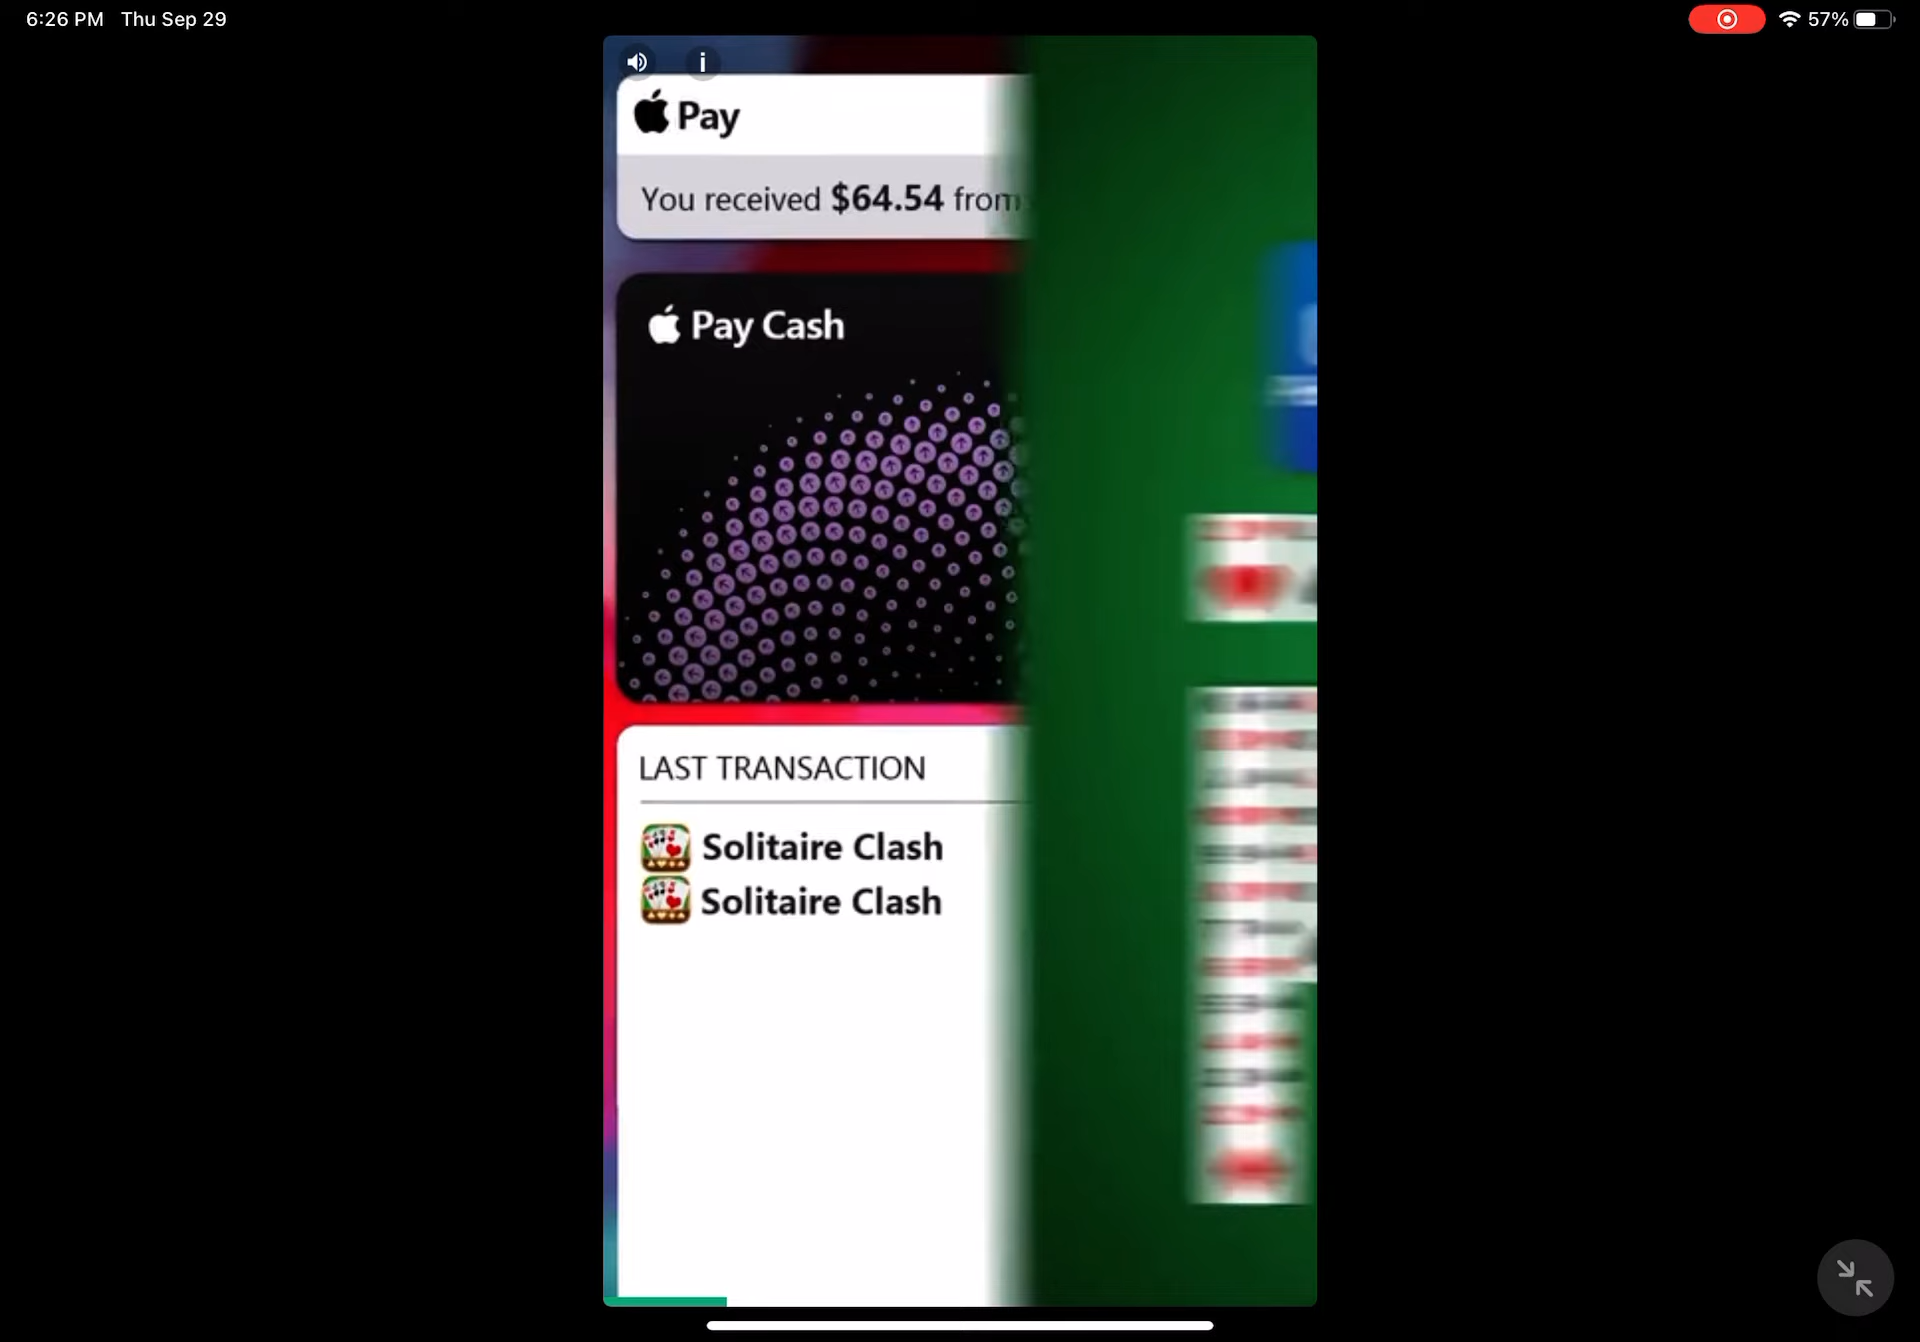 6:26 PM Thu Sep 29
57%
i
Pay
You received $64.54 from
Pay Cash
LAST TRANSACTION
Solitaire Clash
Solitaire Clash